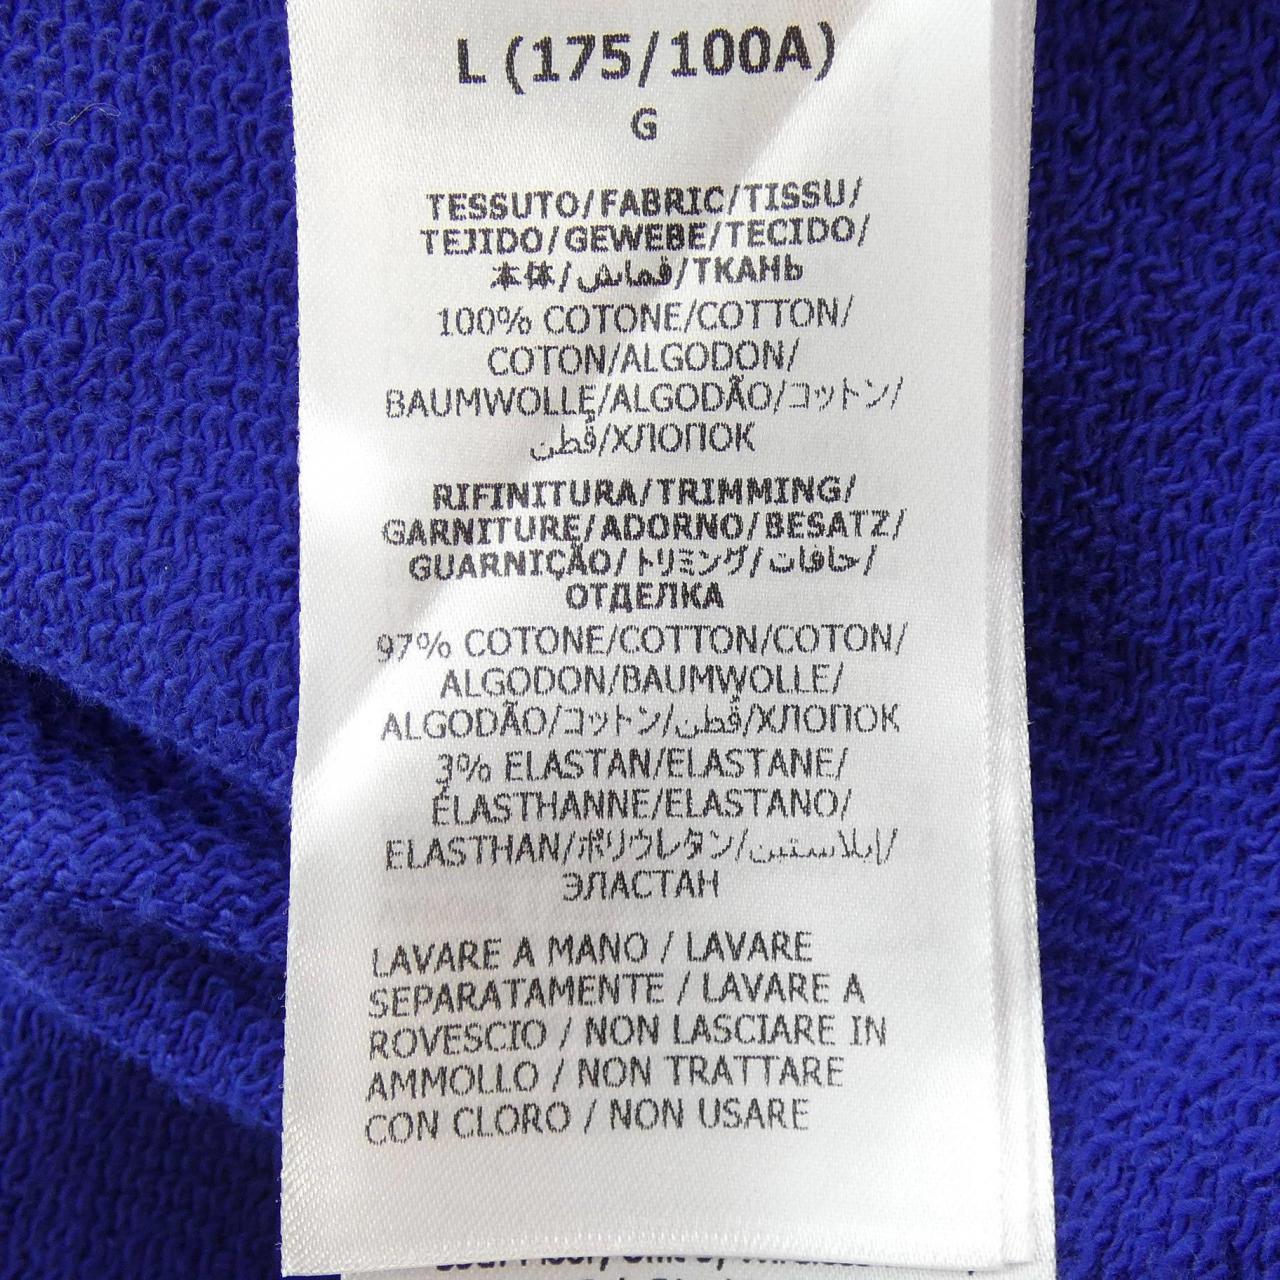 L (175/100A)
G
TESSUTO/FABRIC/TISSU/
TEJIDO/GEWEBE/TECIDO/
本体/قماش/ТКАНЬ
100% COTONE/COTTON/
COTON/ALGODON/
BAUMWOLLE/ALGODÃO/コットン/
قُطن/ХЛОПОК
RIFINITURA/TRIMMING/
GARNITURE/ADORNO/BESATZ/
GUARNIÇÃO/トリミング/حافات/
ОТДЕЛКА
97% COTONE/COTTON/COTON/
ALGODON/BAUMWOLLE/
ALGODÃO/コットン/قُطن/ХЛОПОК
3% ELASTAN/ELASTANE/
ÉLASTHANNE/ELASTANO/
ELASTHAN/ポリウレタン/إيلاستين/
ЭЛАСТАН
LAVARE A MANO / LAVARE
SEPARATAMENTE / LAVARE A
ROVESCIO / NON LASCIARE IN
AMMOLLO / NON TRATTARE
CON CLORO / NON USARE